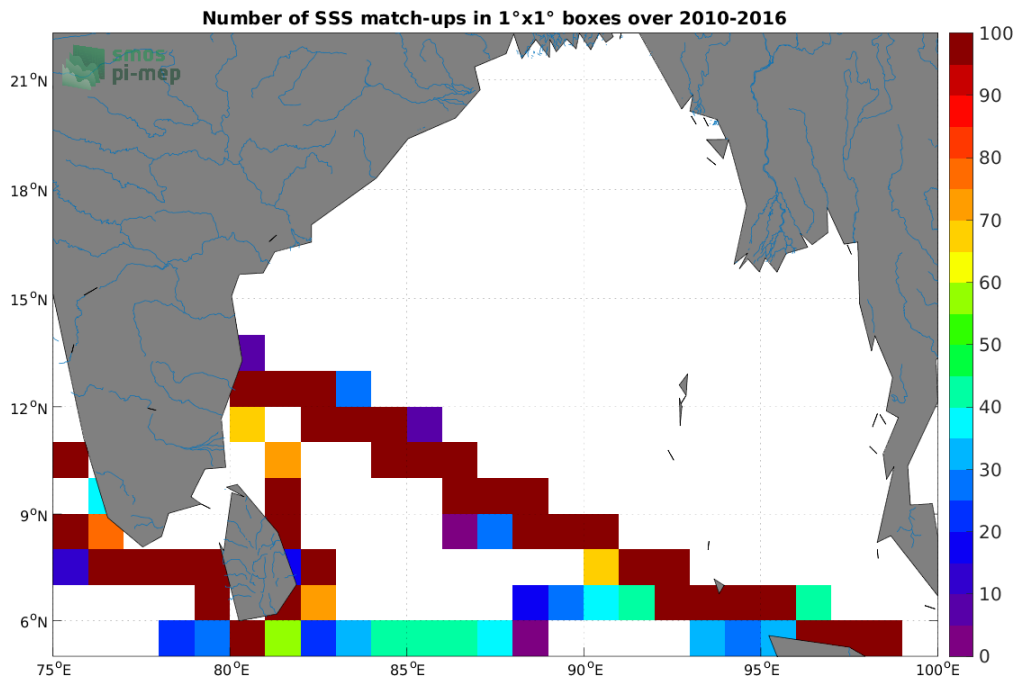 Number of SSS match-ups in 1°x1° boxes over 2010-2016
smos
pi-mep
21°N
18°N
15°N
12°N
9°N
6°N
75°E
80°E
85°E
90°E
95°E
100°E
100
90
80
70
60
50
40
30
20
10
0